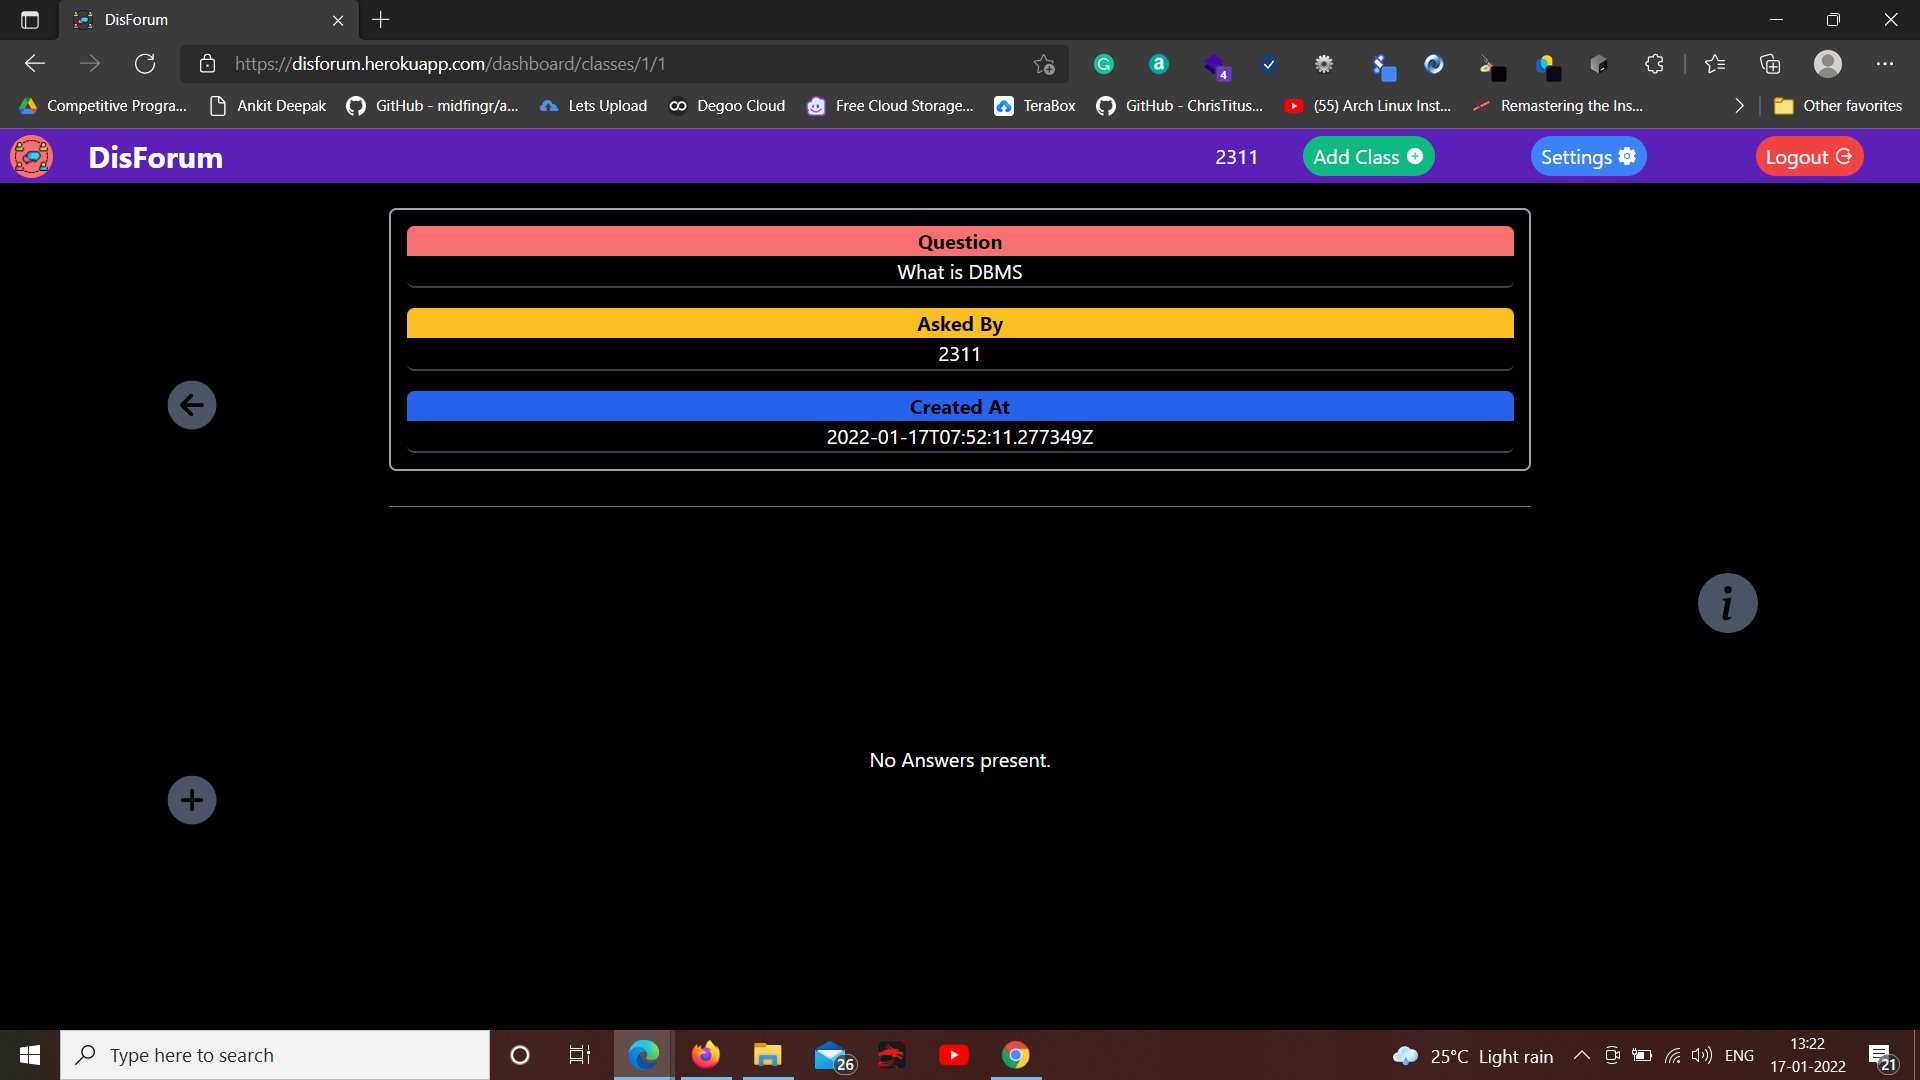 DisForum
https://disforum.herokuapp.com/dashboard/classes/1/1
4
Competitive Progra... Ankit Deepak GitHub - midfingr/a... Lets Upload Degoo Cloud Free Cloud Storage... TeraBox GitHub - ChrisTitus... (55) Arch Linux Inst... Remastering the Ins... Other favorites
DisForum 2311 Add Class Settings Logout
Question
What is DBMS
Asked By
2311
Created At
2022-01-17T07:52:11.277349Z
No Answers present.
Type here to search
26
25°C Light rain
ENG
13:22
17-01-2022
21